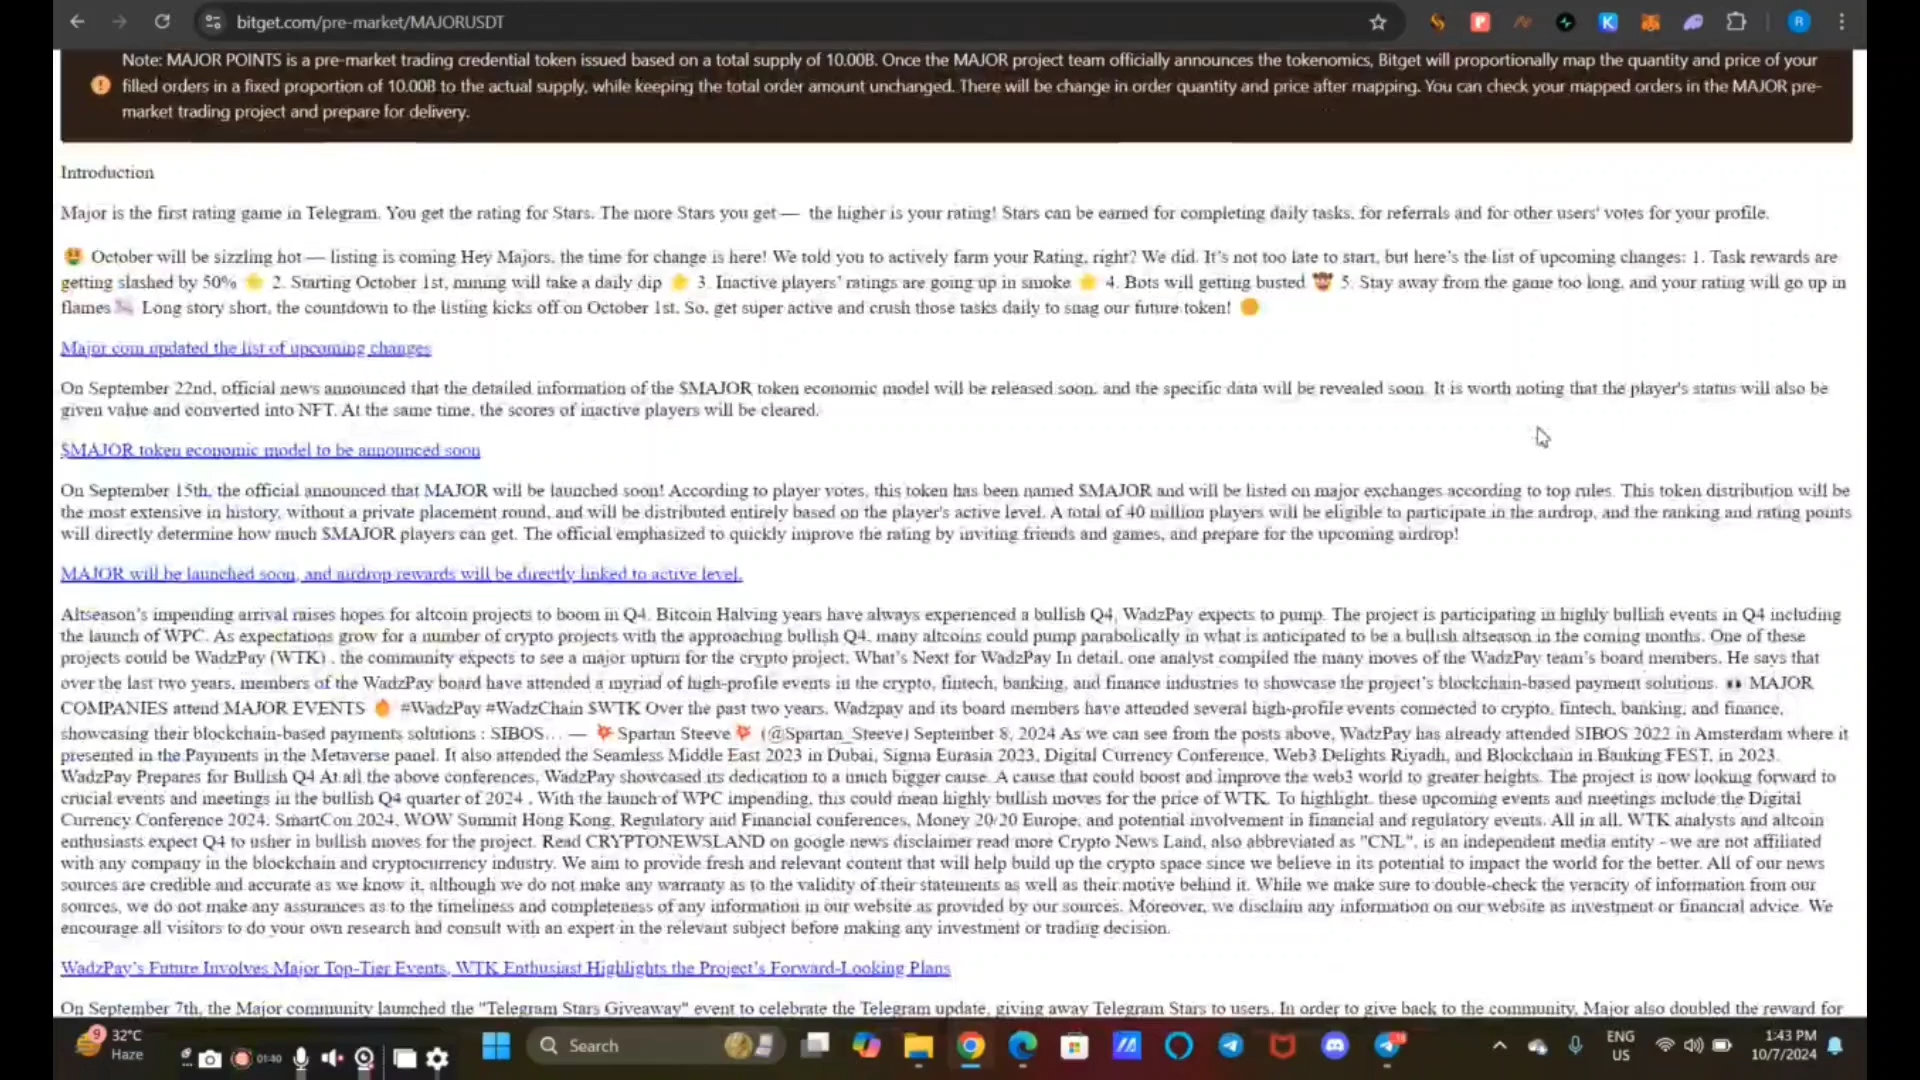 bitget.com/pre-market/MAJORUSDT
Note: MAJOR POINTS is a pre-market trading credential token issued based on a total supply of 10.00B. Once the MAJOR project team officially announces the tokenomics, Bitget will proportionally map the quantity and price of your
filled orders in a fixed proportion of 10.00B to the actual supply, while keeping the total order amount unchanged. There will be change in order quantity and price after mapping. You can check your mapped orders in the MAJOR pre-
market trading project and prepare for delivery.
Introduction
Major is the first rating game in Telegram. You get the rating for Stars. The more Stars you get — the higher is your rating! Stars can be earned for completing daily tasks, for referrals and for other users' votes for your profile.
🤑 October will be sizzling hot — listing is coming Hey Majors, the time for change is here! We told you to actively farm your Rating, right? We did. It's not too late to start, but here's the list of upcoming changes: 1. Task rewards are
getting slashed by 50% ⭐ 2. Starting October 1st, mining will take a daily dip ⭐ 3. Inactive players' ratings are going up in smoke ⭐ 4. Bots will getting busted 5. Stay away from the game too long, and your rating will go up in
flames Long story short, the countdown to the listing kicks off on October 1st. So, get super active and crush those tasks daily to snag our future token!
Major com updated the list of upcoming changes
On September 22nd, official news announced that the detailed information of the $MAJOR token economic model will be released soon, and the specific data will be revealed soon. It is worth noting that the player's status will also be
given value and converted into NFT. At the same time, the scores of inactive players will be cleared.
$MAJOR token economic model to be announced soon
On September 15th, the official announced that MAJOR will be launched soon! According to player votes, this token has been named $MAJOR and will be listed on major exchanges according to top rules. This token distribution will be
the most extensive in history, without a private placement round, and will be distributed entirely based on the player's active level. A total of 40 million players will be eligible to participate in the airdrop, and the ranking and rating points
will directly determine how much $MAJOR players can get. The official emphasized to quickly improve the rating by inviting friends and games, and prepare for the upcoming airdrop!
MAJOR will be launched soon, and airdrop rewards will be directly linked to active level.
Altseason's impending arrival raises hopes for altcoin projects to boom in Q4. Bitcoin Halving years have always experienced a bullish Q4, WadzPay expects to pump. The project is participating in highly bullish events in Q4 including
the launch of WPC. As expectations grow for a number of crypto projects with the approaching bullish Q4, many altcoins could pump parabolically in what is anticipated to be a bullish altseason in the coming months. One of these
projects could be WadzPay (WTK) , the community expects to see a major upturn for the crypto project. What's Next for WadzPay In detail, one analyst compiled the many moves of the WadzPay team's board members. He says that
over the last two years, members of the WadzPay board have attended a myriad of high-profile events in the crypto, fintech, banking, and finance industries to showcase the project's blockchain-based payment solutions. 👀 MAJOR
COMPANIES attend MAJOR EVENTS 🔥 #WadzPay #WadzChain $WTK Over the past two years, Wadzpay and its board members have attended several high-profile events connected to crypto, fintech, banking, and finance,
showcasing their blockchain-based payments solutions : SIBOS... — 💥 Spartan Steeve 💥 (@Spartan_Steeve) September 8, 2024 As we can see from the posts above, WadzPay has already attended SIBOS 2022 in Amsterdam where it
presented in the Payments in the Metaverse panel. It also attended the Seamless Middle East 2023 in Dubai, Sigma Eurasia 2023, Digital Currency Conference, Web3 Delights Riyadh, and Blockchain in Banking FEST, in 2023.
WadzPay Prepares for Bullish Q4 At all the above conferences, WadzPay showcased its dedication to a much bigger cause. A cause that could boost and improve the web3 world to greater heights. The project is now looking forward to
crucial events and meetings in the bullish Q4 quarter of 2024 . With the launch of WPC impending, this could mean highly bullish moves for the price of WTK. To highlight, these upcoming events and meetings include the Digital
Currency Conference 2024, SmartCon 2024, WOW Summit Hong Kong, Regulatory and Financial conferences, Money 20/20 Europe, and potential involvement in financial and regulatory events. All in all, WTK analysts and altcoin
enthusiasts expect Q4 to usher in bullish moves for the project. Read CRYPTONEWSLAND on google news disclaimer read more Crypto News Land, also abbreviated as "CNL", is an independent media entity - we are not affiliated
with any company in the blockchain and cryptocurrency industry. We aim to provide fresh and relevant content that will help build up the crypto space since we believe in its potential to impact the world for the better. All of our news
sources are credible and accurate as we know it, although we do not make any warranty as to the validity of their statements as well as their motive behind it. While we make sure to double-check the veracity of information from our
sources, we do not make any assurances as to the timeliness and completeness of any information in our website as provided by our sources. Moreover, we disclaim any information on our website as investment or financial advice. We
encourage all visitors to do your own research and consult with an expert in the relevant subject before making any investment or trading decision.
WadzPay's Future Involves Major Top-Tier Events, WTK Enthusiast Highlights the Project's Forward-Looking Plans
On September 7th, the Major community launched the "Telegram Stars Giveaway" event to celebrate the Telegram update, giving away Telegram Stars to users. In order to give back to the community, Major also doubled the reward for
9
32°C
Haze
01:40
Search
ENG
US
1:43 PM
10/7/2024